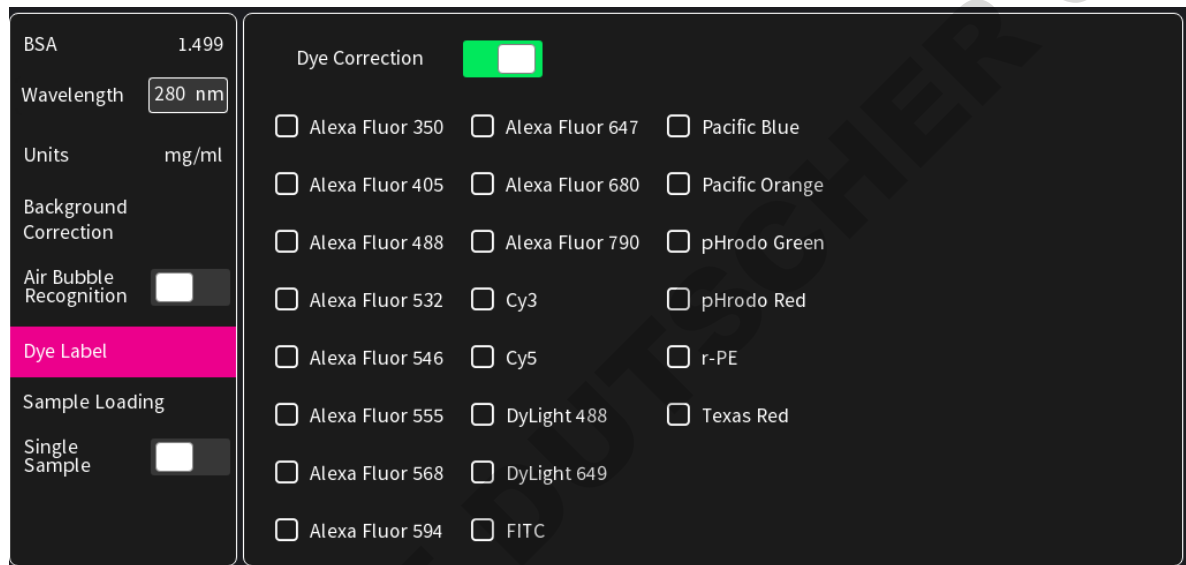 BSA 1.499
Wavelength 280 nm
Units mg/ml
Background
Correction
Air Bubble
Recognition
Dye Label
Sample Loading
Single
Sample
Dye Correction
Alexa Fluor 350 Alexa Fluor 647 Pacific Blue
Alexa Fluor 405 Alexa Fluor 680 Pacific Orange
Alexa Fluor 488 Alexa Fluor 790 pHrodo Green
Alexa Fluor 532 Cy3 pHrodo Red
Alexa Fluor 546 Cy5 r-PE
Alexa Fluor 555 DyLight 488 Texas Red
Alexa Fluor 568 DyLight 649
Alexa Fluor 594 FITC
DUTSCHER